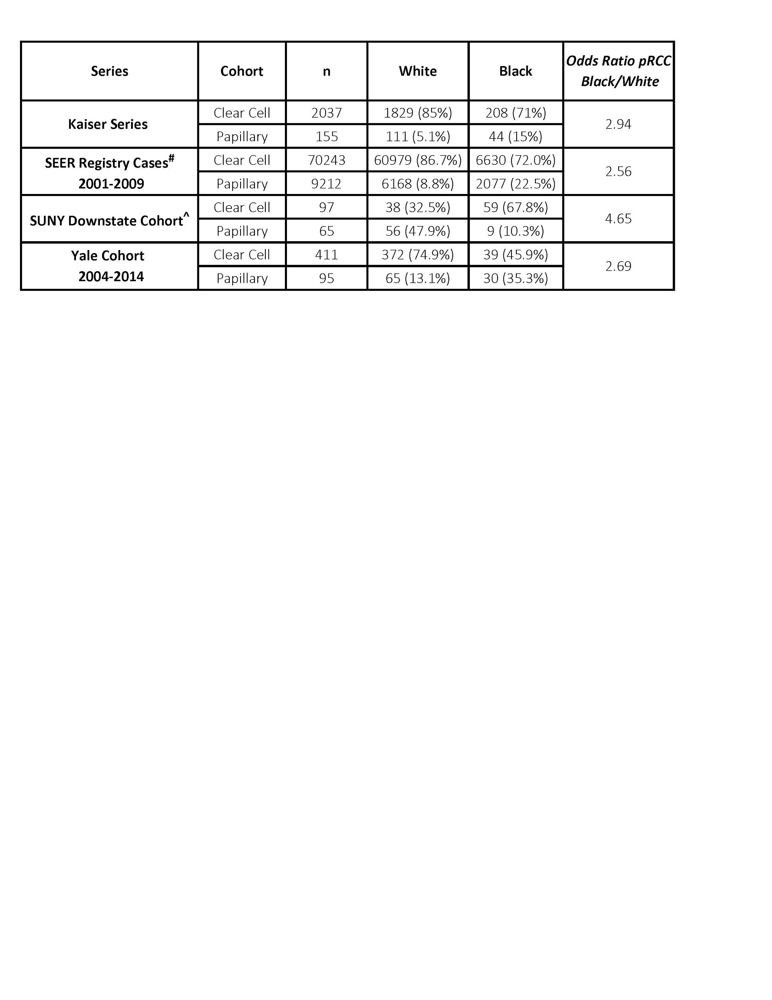 Series Cohort n White Black Odds Ratio pRCC
Black/White
Kaiser Series Clear Cell 2037 1829 (85%) 208 (71%) 2.94
Papillary 155 111 (5.1%) 44 (15%)
SEER Registry Cases# Clear Cell 70243 60979 (86.7%) 6630 (72.0%) 2.56
2001-2009 Papillary 9212 6168 (8.8%) 2077 (22.5%)
SUNY Downstate Cohort^ Clear Cell 97 38 (32.5%) 59 (67.8%) 4.65
Papillary 65 56 (47.9%) 9 (10.3%)
Yale Cohort Clear Cell 411 372 (74.9%) 39 (45.9%) 2.69
2004-2014 Papillary 95 65 (13.1%) 30 (35.3%)